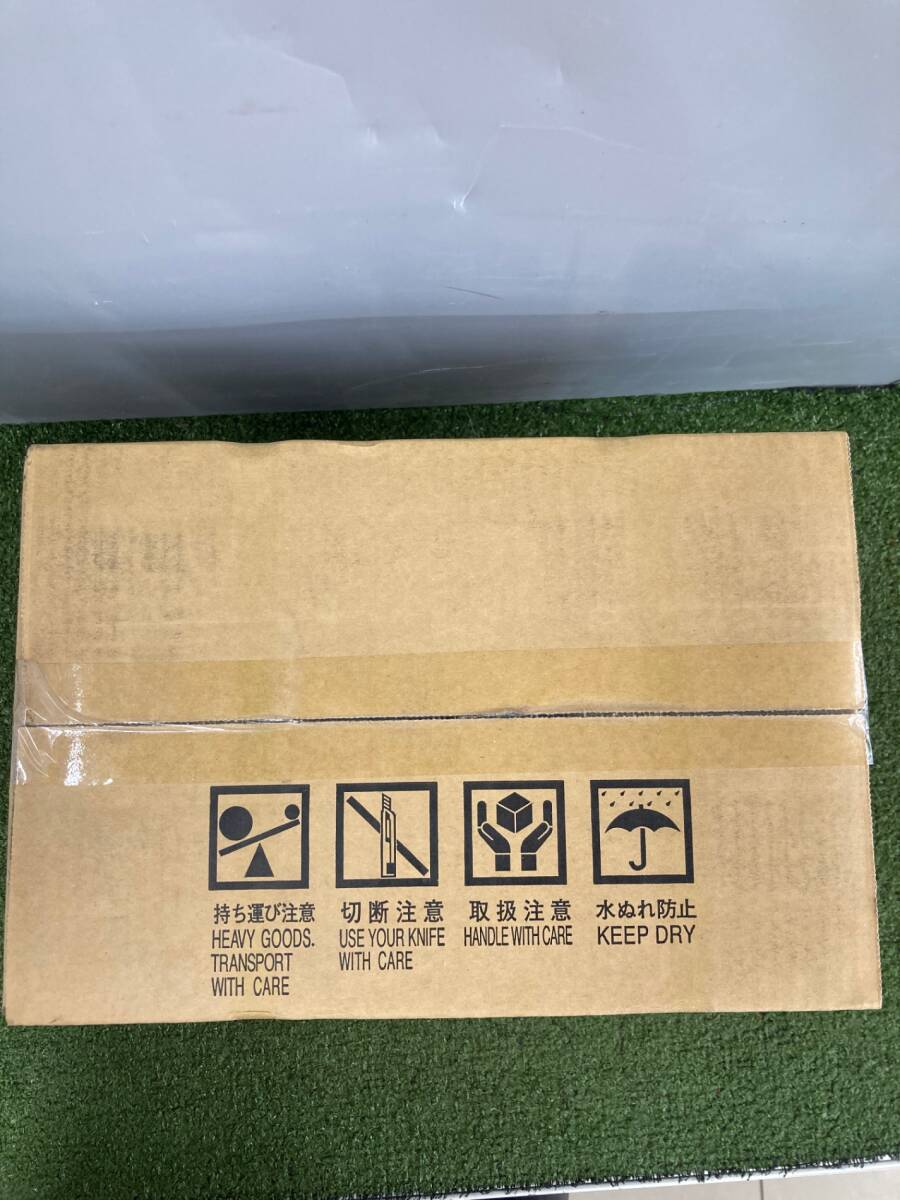 持ち運び注意
HEAVY GOODS.
TRANSPORT
WITH CARE
切断注意
USE YOUR KNIFE
WITH CARE
取扱注意
HANDLE WITH CARE
水ぬれ防止
KEEP DRY